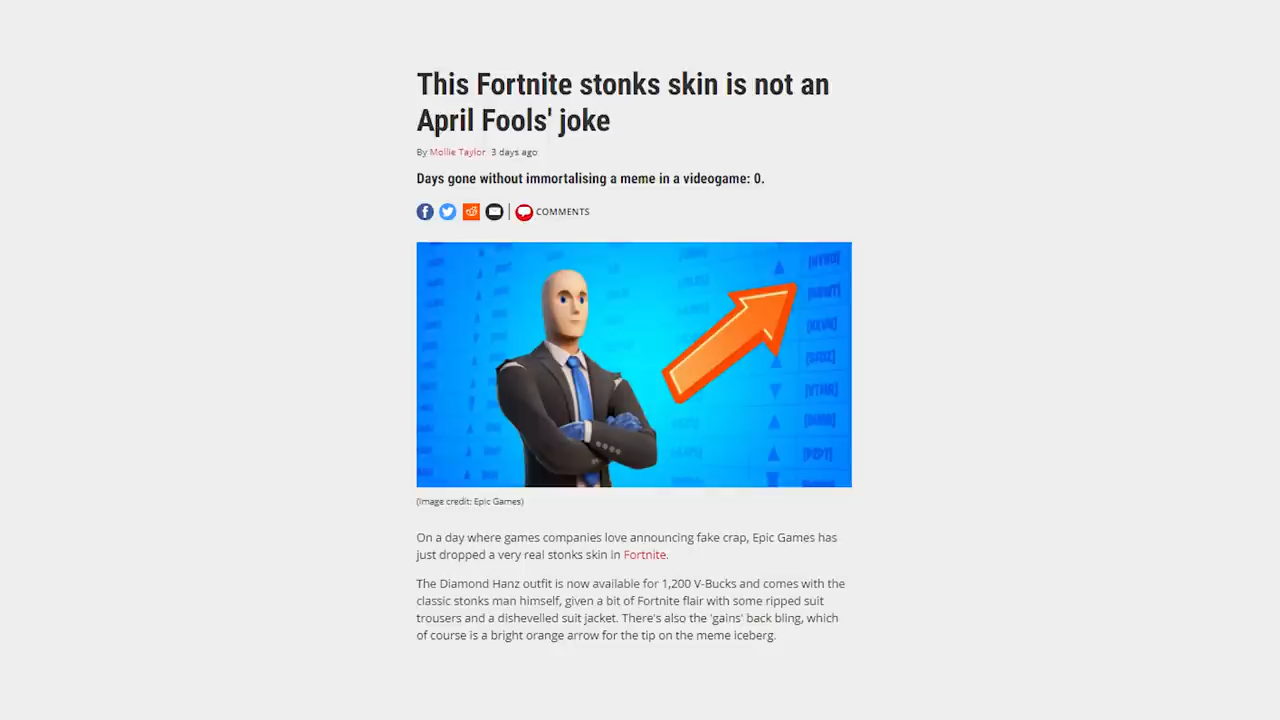 This Fortnite stonks skin is not an
April Fools' joke
By Mollie Taylor 3 days ago
Days gone without immortalising a meme in a videogame: 0.
COMMENTS
(Image credit: Epic Games)
On a day where games companies love announcing fake crap, Epic Games has
just dropped a very real stonks skin in Fortnite.
The Diamond Hanz outfit is now available for 1,200 V-Bucks and comes with the
classic stonks man himself, given a bit of Fortnite flair with some ripped suit
trousers and a dishevelled suit jacket. There's also the 'gains' back bling, which
of course is a bright orange arrow for the tip on the meme iceberg.